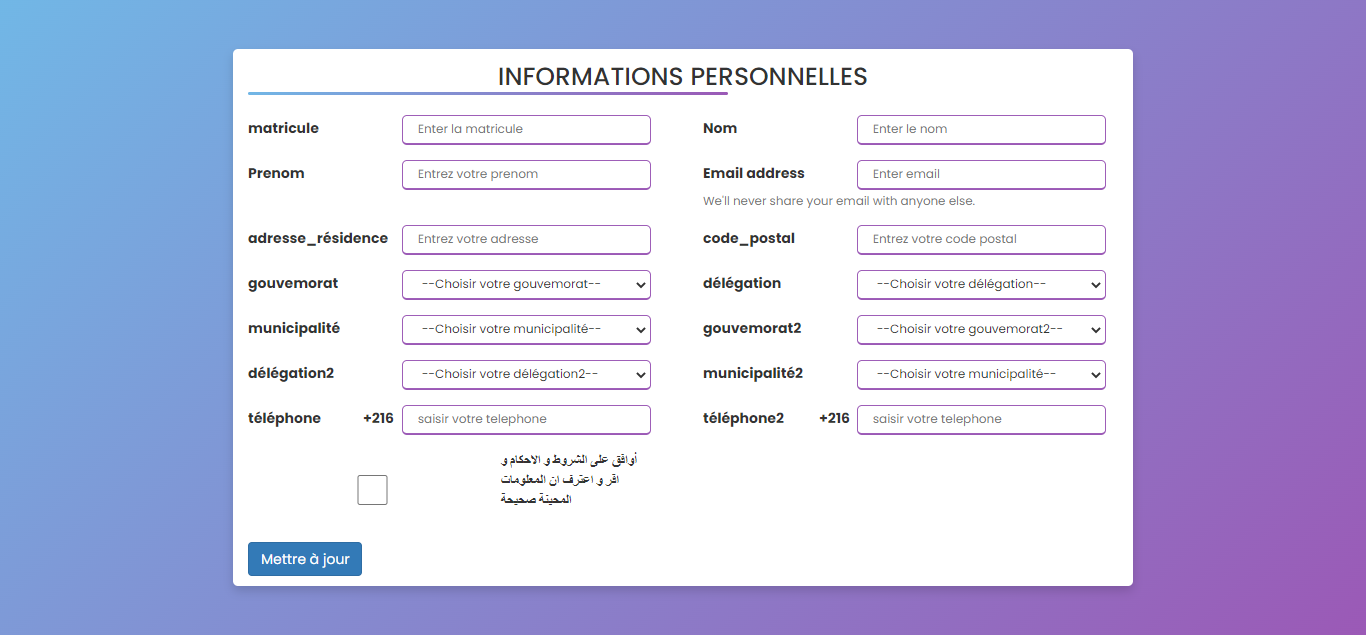 INFORMATIONS PERSONNELLES
matricule Enter la matricule Nom Enter le nom
Prenom Entrez votre prenom Email address Enter email
We'll never share your email with anyone else.
adresse_résidence Entrez votre adresse code_postal Entrez votre code postal
gouvemorat --Choisir votre gouvemorat-- délégation --Choisir votre délégation--
municipalité --Choisir votre municipalité-- gouvemorat2 --Choisir votre gouvemorat2--
délégation2 --Choisir votre délégation2-- municipalité2 --Choisir votre municipalité--
téléphone +216 saisir votre telephone téléphone2 +216 saisir votre telephone
أوافق على الشروط و الاحكام و
اقر و اعترف ان المعلومات
المحينة صحيحة
Mettre à jour